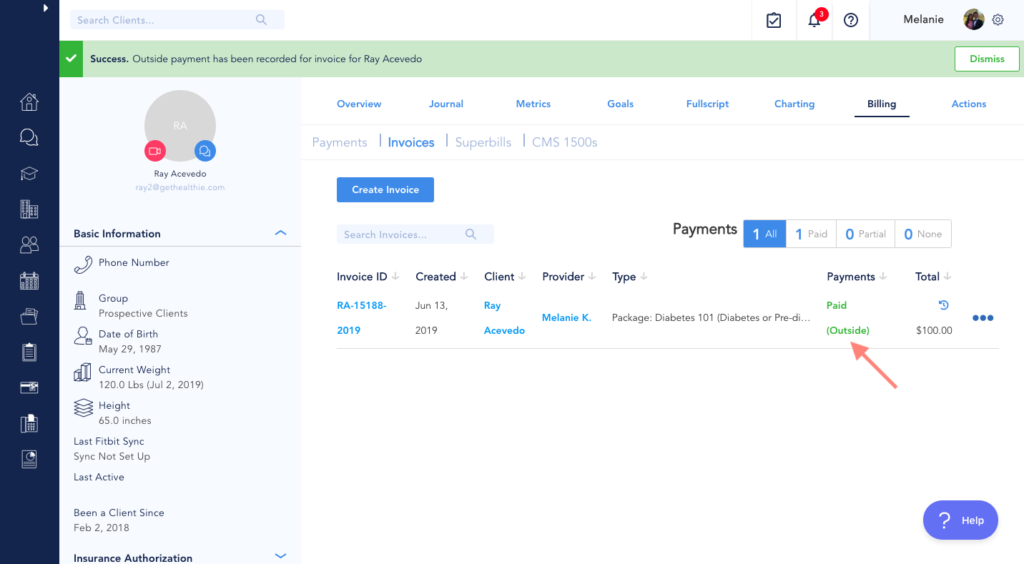 Search Clients...
3
Melanie
Success. Outside payment has been recorded for invoice for Ray Acevedo
Dismiss
RA
Ray Acevedo
ray2@gethealthie.com
Basic Information
Phone Number
Group
Prospective Clients
Date of Birth
May 29, 1987
Current Weight
120.0 Lbs (Jul 2, 2019)
Height
65.0 inches
Last Fitbit Sync
Sync Not Set Up
Last Active
Been a Client Since
Feb 2, 2018
Insurance Authorization
Overview Journal Metrics Goals Fullscript Charting Billing Actions
Payments Invoices Superbills CMS 1500s
Create Invoice
Search Invoices...
Payments 1 All 1 Paid 0 Partial 0 None
Invoice ID Created Client Provider Type Payments Total
RA-15188- Jun 13, Ray Paid
Melanie K. Package: Diabetes 101 (Diabetes or Pre-di...
2019 2019 Acevedo (Outside) $100.00
? Help